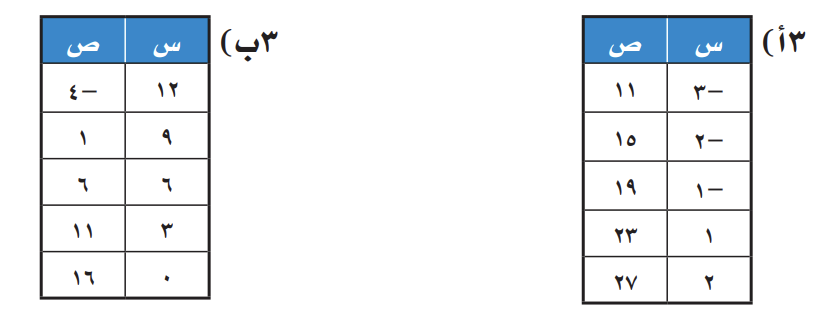 ٣أ)
س ص
−٣ ١١
−٢ ١٥
−١ ١٩
١ ٢٣
٢ ٢٧
٣ب)
س ص
١٢ −٤
٩ ١
٦ ٦
٣ ١١
٠ ١٦